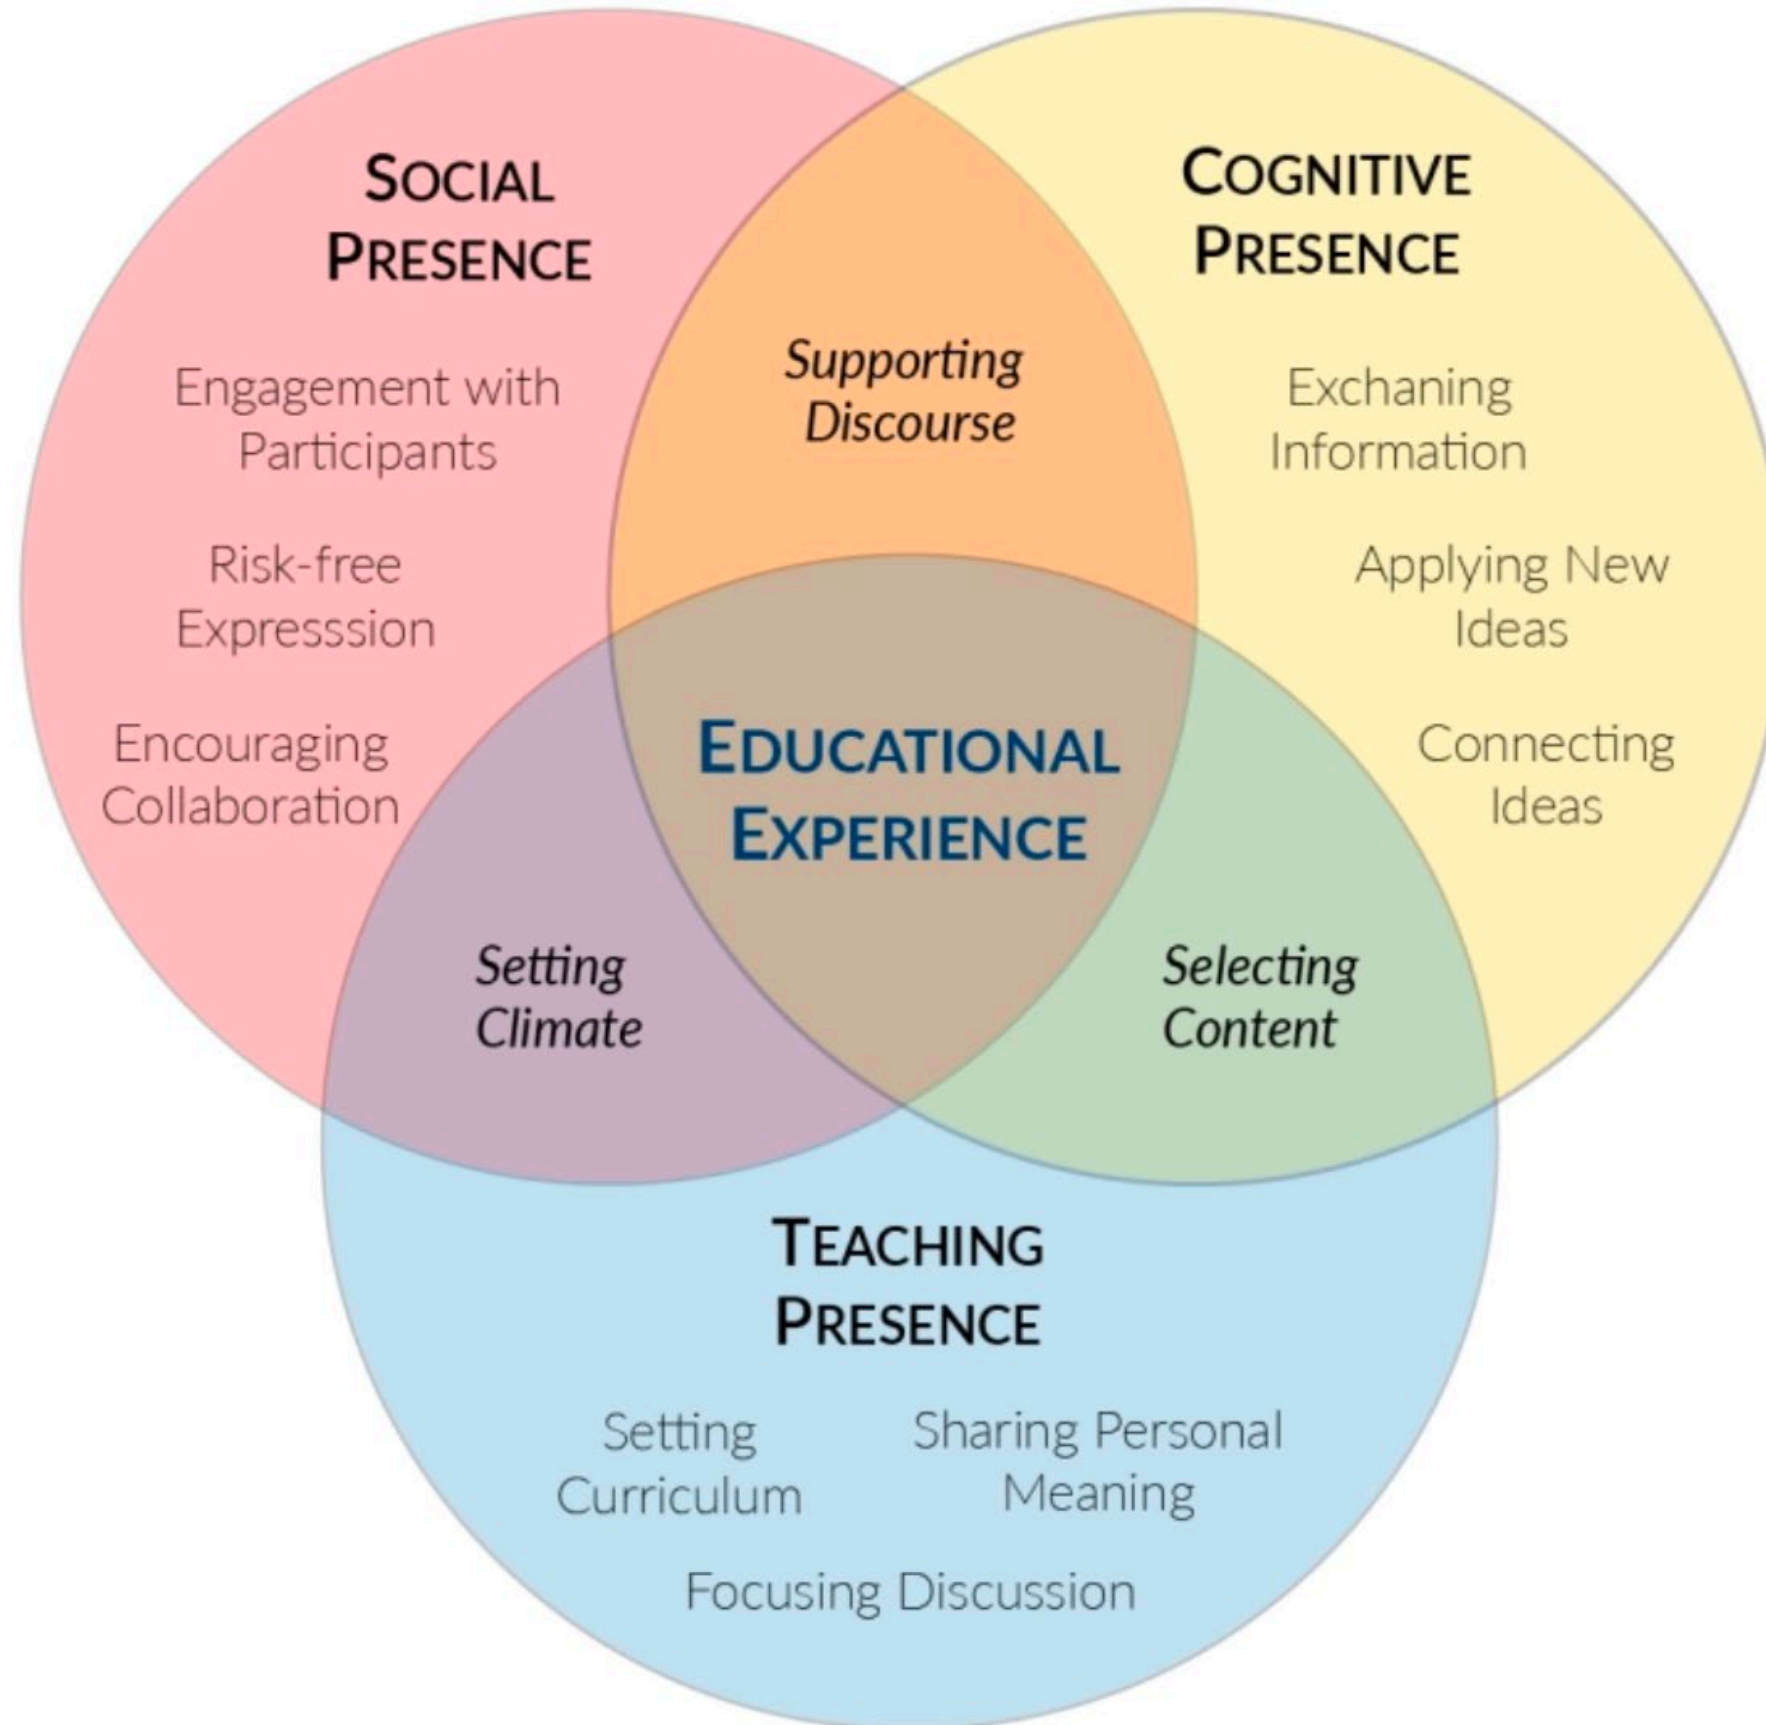 SOCIAL
PRESENCE
Engagement with
Participants
Risk-free
Expresssion
Encouraging
Collaboration
COGNITIVE
PRESENCE
Exchaning
Information
Applying New
Ideas
Connecting
Ideas
Supporting
Discourse
EDUCATIONAL
EXPERIENCE
Setting
Climate
Selecting
Content
TEACHING
PRESENCE
Setting
Curriculum
Sharing Personal
Meaning
Focusing Discussion